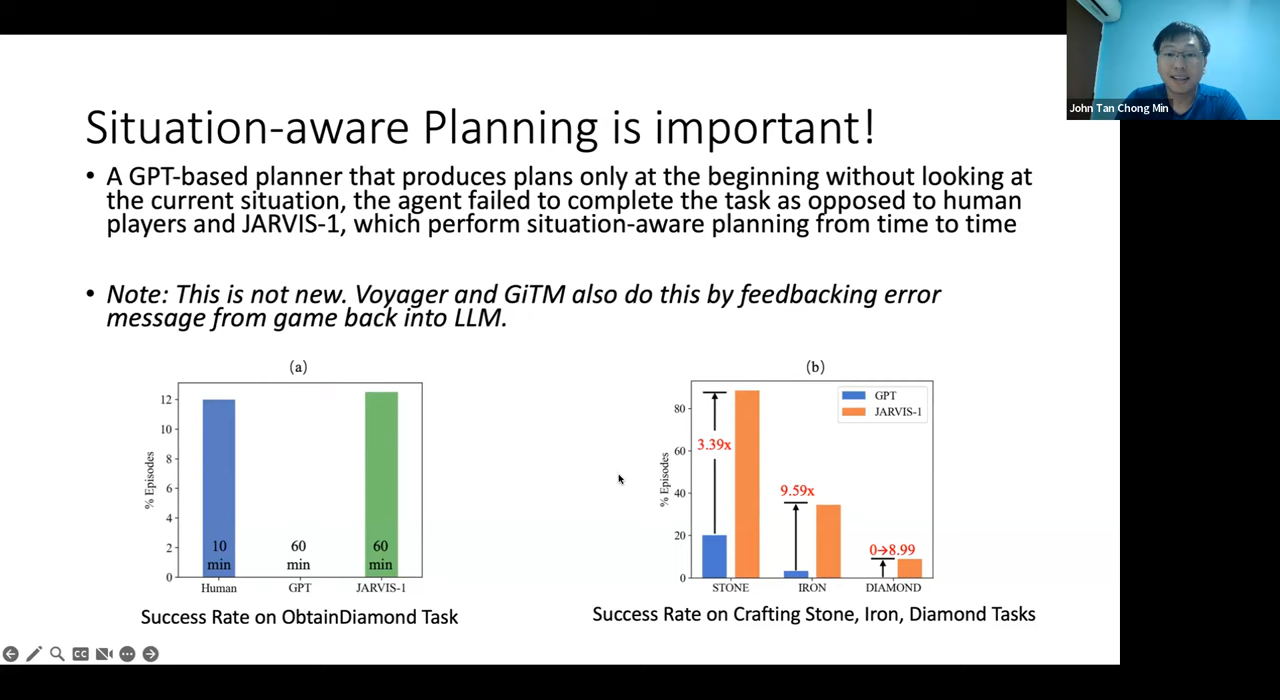 John Tan Chong Min
Situation-aware Planning is important!
• A GPT-based planner that produces plans only at the beginning without looking at
the current situation, the agent failed to complete the task as opposed to human
players and JARVIS-1, which perform situation-aware planning from time to time
• Note: This is not new. Voyager and GiTM also do this by feedbacking error
message from game back into LLM.
(a)
12
10
8
6
4
2
0
% Episodes
10
min
60
min
60
min
Human GPT JARVIS-1
Success Rate on ObtainDiamond Task
(b)
GPT
JARVIS-1
80
60
40
20
0
% Episodes
3.39x
9.59x
0→8.99
STONE IRON DIAMOND
Success Rate on Crafting Stone, Iron, Diamond Tasks
CC